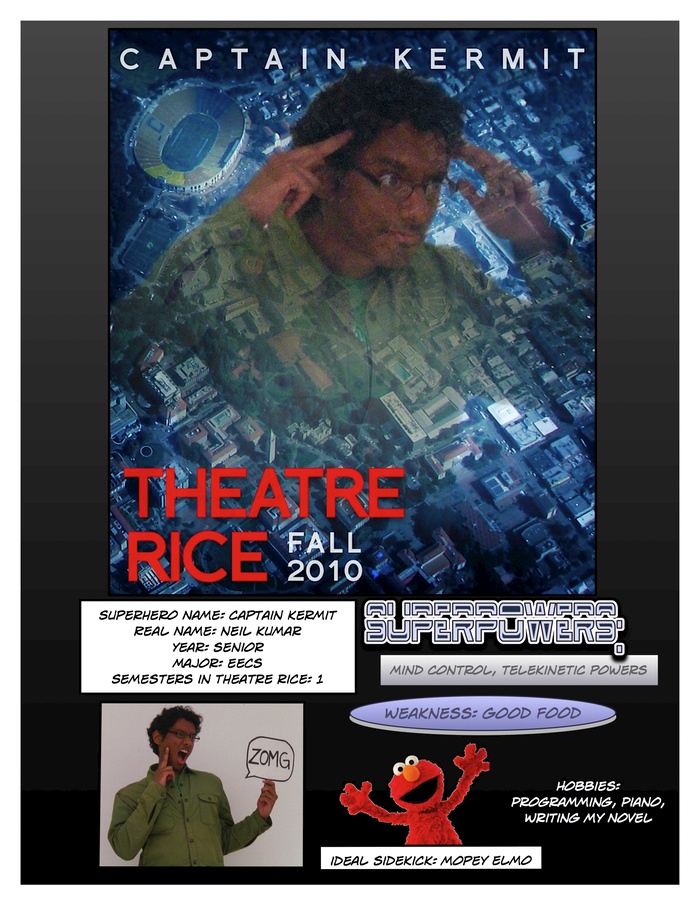 CAPTAIN KERMIT
THEATRE
RICE FALL
2010
SUPERHERO NAME: CAPTAIN KERMIT
REAL NAME: NEIL KUMAR
YEAR: SENIOR
MAJOR: EECS
SEMESTERS IN THEATRE RICE: 1
SUPERPOWERS:
MIND CONTROL, TELEKINETIC POWERS
WEAKNESS: GOOD FOOD
ZOMG
HOBBIES:
PROGRAMMING, PIANO,
WRITING MY NOVEL
IDEAL SIDEKICK: MOPEY ELMO